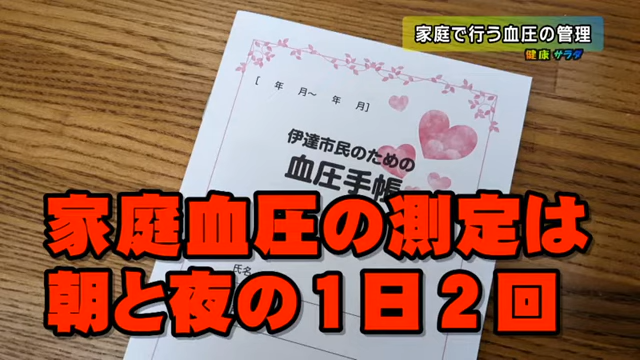 家庭で行う血圧の管理
健康サラダ
[　年　月～　年　月]
伊達市民のための
血圧手帳
家庭血圧の測定は
朝と夜の１日２回
氏名